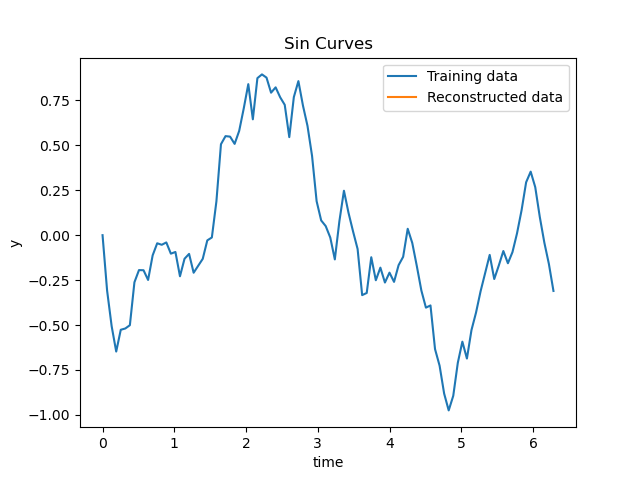 Sin Curves
Training data
Reconstructed data
0.75
0.50
0.25
0.00
−0.25
−0.50
−0.75
−1.00
y
0 1 2 3 4 5 6
time